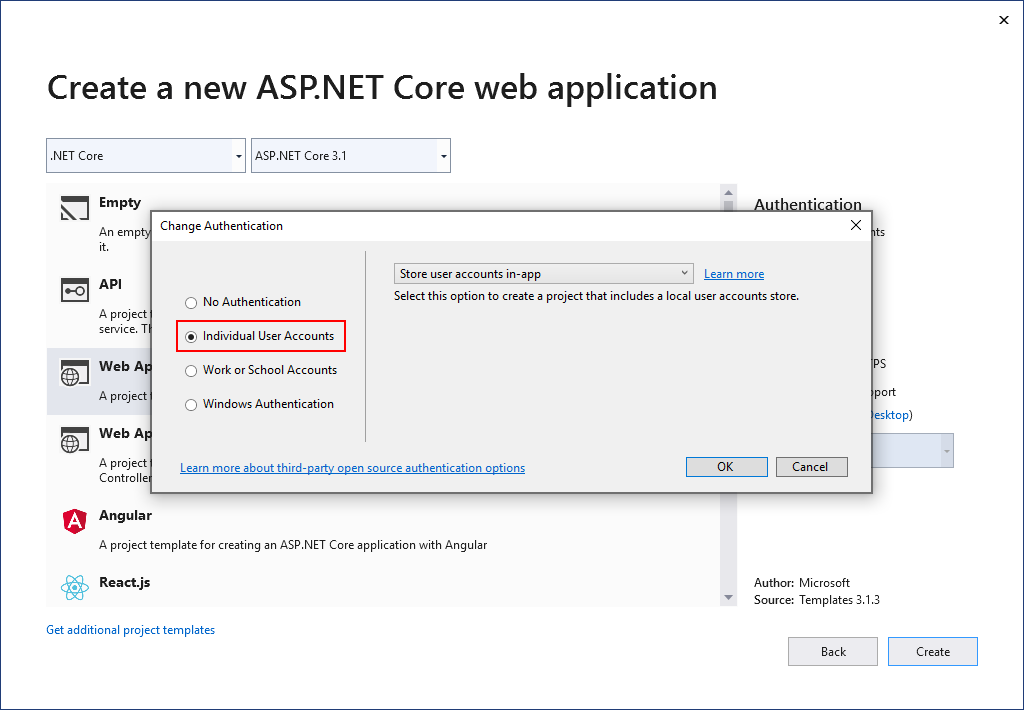 Create a new ASP.NET Core web application
.NET Core
ASP.NET Core 3.1
Empty
An empty
it.
API
A project
service.
Web Ap
A project
Web Ap
A project
Controller
Angular
A project template for creating an ASP.NET Core application with Angular
React.js
Get additional project templates
Change Authentication
No Authentication
Individual User Accounts
Work or School Accounts
Windows Authentication
Store user accounts in-app
Learn more
Select this option to create a project that includes a local user accounts store.
Learn more about third-party open source authentication options
OK
Cancel
Authentication
nts
TPS
pport
Desktop)
Author: Microsoft
Source: Templates 3.1.3
Back
Create